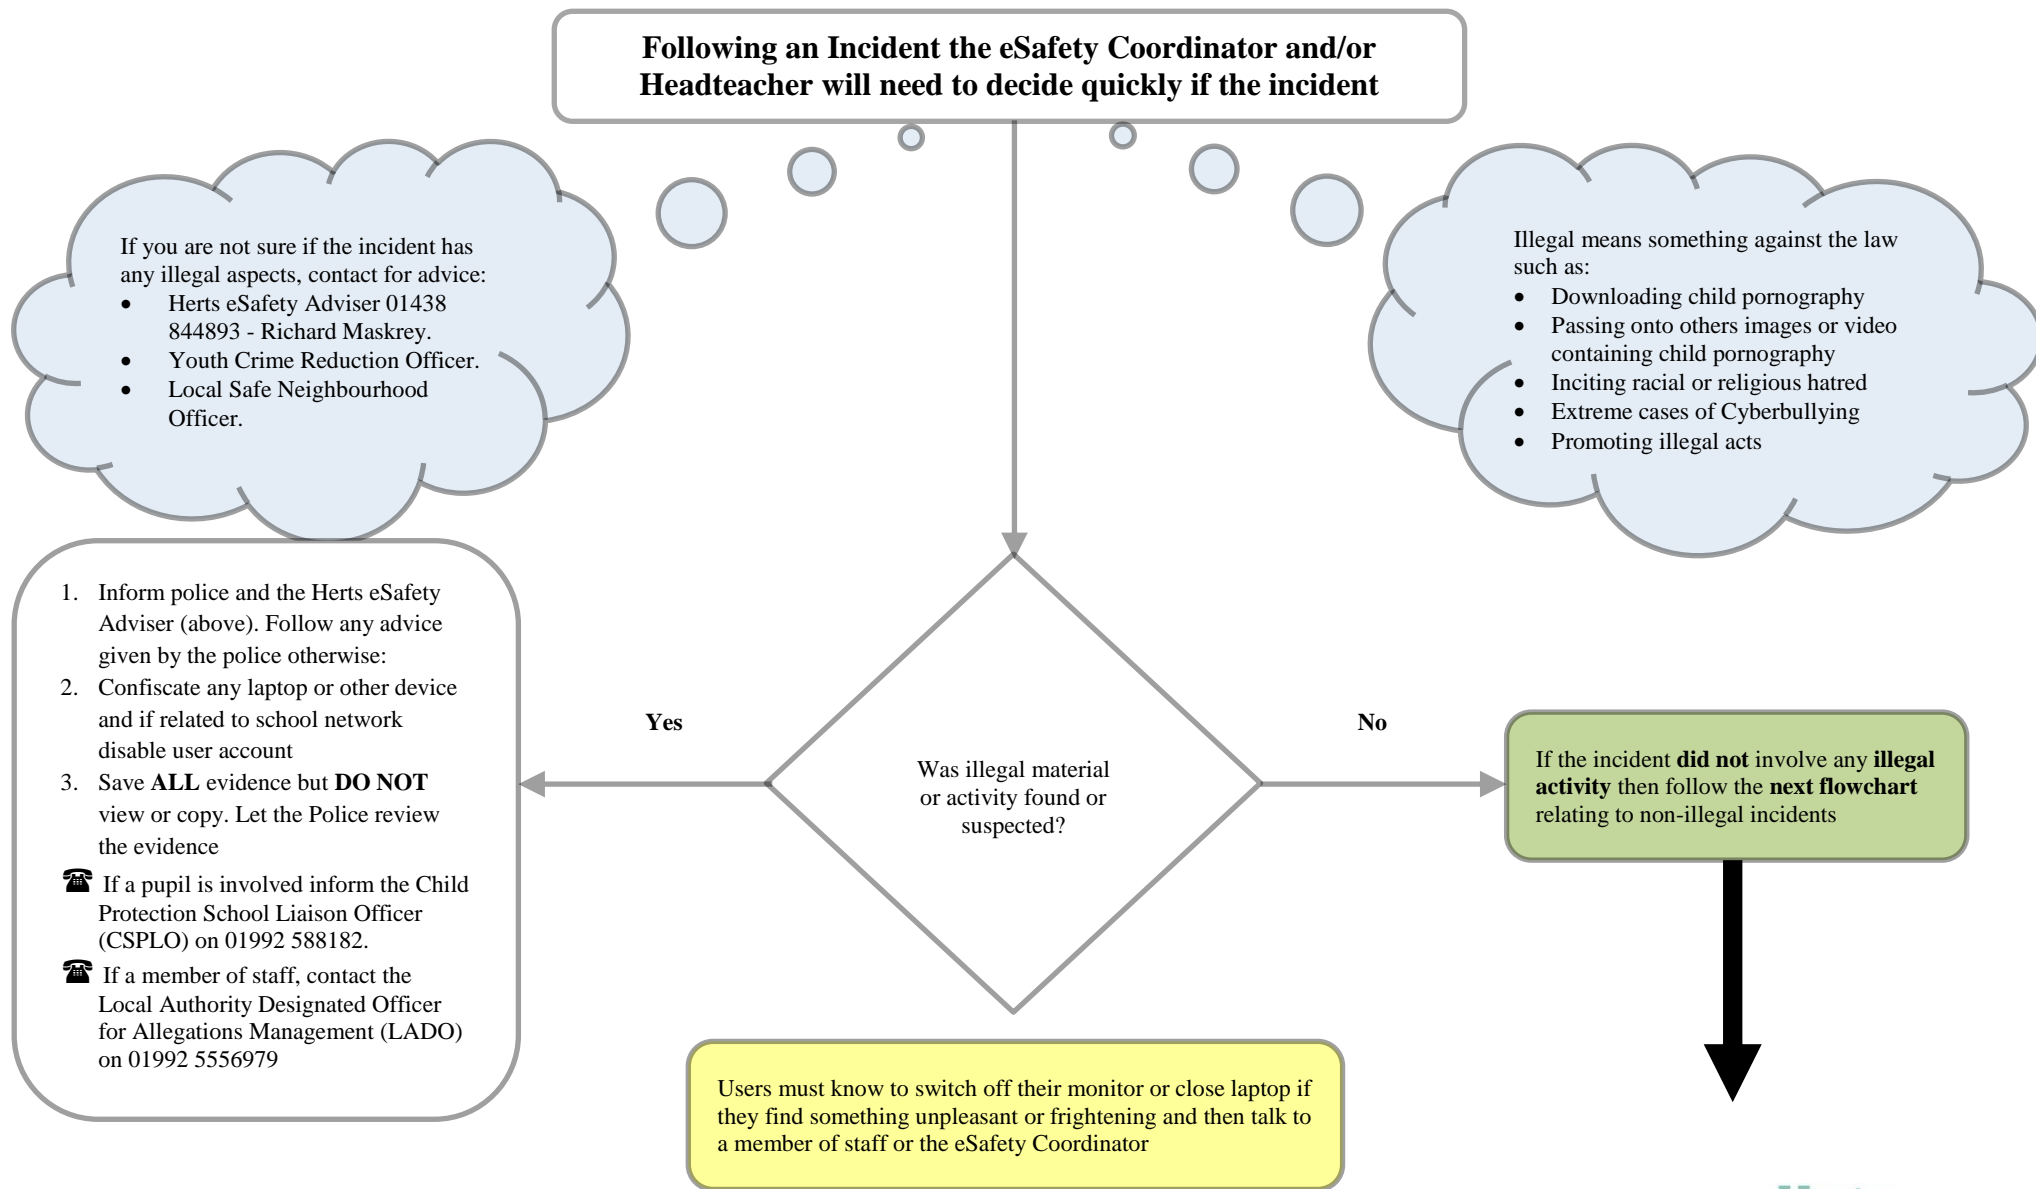 Following an Incident the eSafety Coordinator and/or
Headteacher will need to decide quickly if the incident
If you are not sure if the incident has
any illegal aspects, contact for advice:
• Herts eSafety Adviser 01438
844893 - Richard Maskrey.
• Youth Crime Reduction Officer.
• Local Safe Neighbourhood
Officer.
Illegal means something against the law
such as:
• Downloading child pornography
• Passing onto others images or video
containing child pornography
• Inciting racial or religious hatred
• Extreme cases of Cyberbullying
• Promoting illegal acts
1. Inform police and the Herts eSafety
Adviser (above). Follow any advice
given by the police otherwise:
2. Confiscate any laptop or other device
and if related to school network
disable user account
3. Save ALL evidence but DO NOT
view or copy. Let the Police review
the evidence
☎ If a pupil is involved inform the Child
Protection School Liaison Officer
(CSPLO) on 01992 588182.
☎ If a member of staff, contact the
Local Authority Designated Officer
for Allegations Management (LADO)
on 01992 5556979
Yes
Was illegal material
or activity found or
suspected?
No
If the incident did not involve any illegal
activity then follow the next flowchart
relating to non-illegal incidents
Users must know to switch off their monitor or close laptop if
they find something unpleasant or frightening and then talk to
a member of staff or the eSafety Coordinator